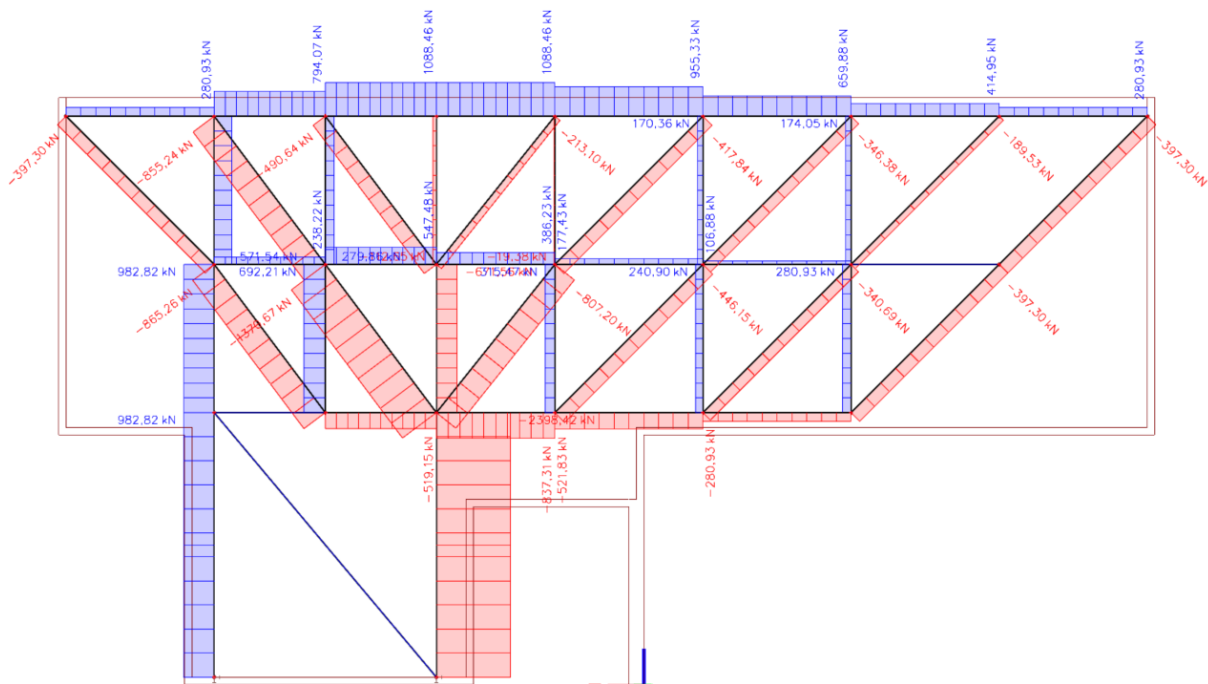 280,93 kN
794,07 kN
1088,46 kN
1088,46 kN
955,33 kN
659,88 kN
414,95 kN
280,93 kN
-397,30 kN
-855,24 kN
-490,64 kN
-213,10 kN
170,36 kN
-417,84 kN
174,05 kN
-346,38 kN
-189,53 kN
-397,30 kN
238,22 kN
547,48 kN
386,23 kN
177,43 kN
106,88 kN
571,54 kN
-19,38 kN
982,82 kN
692,21 kN
240,90 kN
280,93 kN
-865,26 kN
-1370,67 kN
-807,20 kN
-446,15 kN
-340,69 kN
-397,30 kN
982,82 kN
-2398,42 kN
-519,15 kN
-837,31 kN
-521,83 kN
-280,93 kN